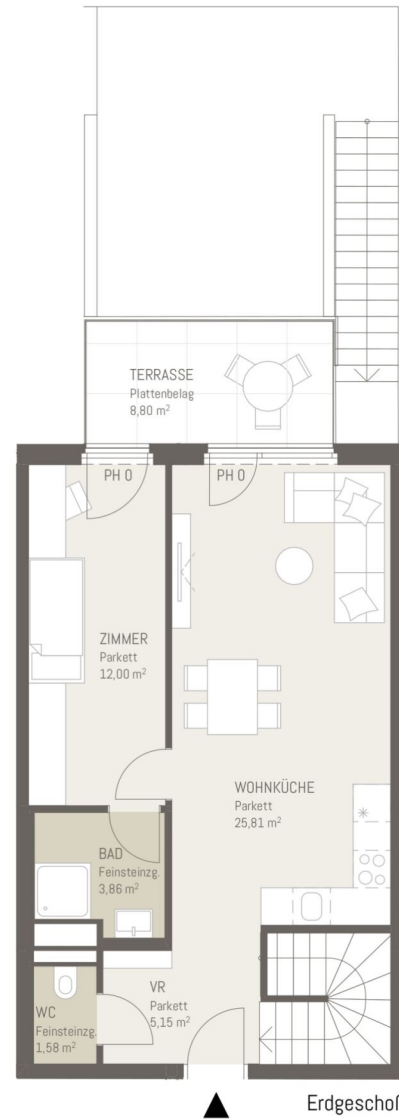 TERRASSE
Plattenbelag
8,80 m²
PH 0
PH 0
ZIMMER
Parkett
12,00 m²
WOHNKÜCHE
Parkett
25,81 m²
BAD
Feinsteinzg.
3,86 m²
VR
Parkett
5,15 m²
WC
Feinsteinzg.
1,58 m²
Erdgeschoß